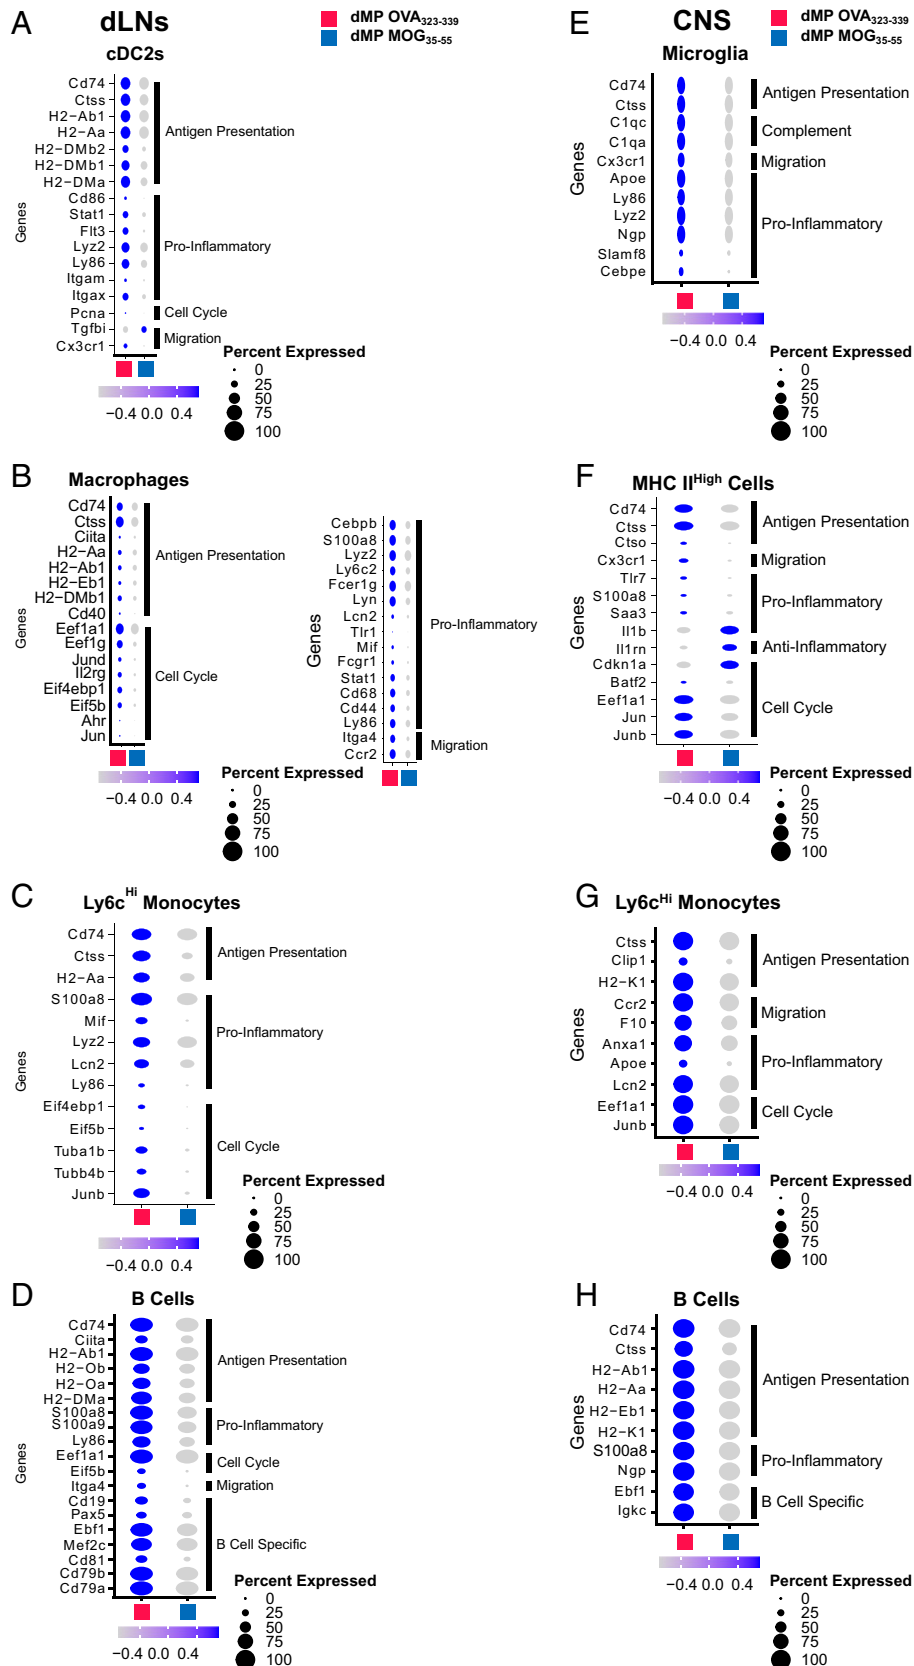 A
dLNs
dMP OVA323-339
dMP MOG35-55
cDC2s
Genes
Cd74
Ctss
H2−Ab1
H2−Aa
H2−DMb2
H2−DMb1
H2−DMa
Cd86
Stat1
Flt3
Lyz2
Ly86
Itgam
Itgax
Pcna
Tgfbi
Cx3cr1
Antigen Presentation
Pro-Inflammatory
Cell Cycle
Migration
−0.4 0.0 0.4
Percent Expressed
0
25
50
75
100
B
Macrophages
Genes
Cd74
Ctss
Ciita
H2−Aa
H2−Ab1
H2−Eb1
H2−DMb1
Cd40
Eef1a1
Eef1g
Jund
Il2rg
Eif4ebp1
Eif5b
Ahr
Jun
Antigen Presentation
Cell Cycle
−0.4 0.0 0.4
Genes
Cebpb
S100a8
Lyz2
Ly6c2
Fcer1g
Lyn
Lcn2
Tlr1
Mif
Fcgr1
Stat1
Cd68
Cd44
Ly86
Itga4
Ccr2
Pro-Inflammatory
Migration
Percent Expressed
0
25
50
75
100
C
Ly6cHi Monocytes
Genes
Cd74
Ctss
H2−Aa
S100a8
Mif
Lyz2
Lcn2
Ly86
Eif4ebp1
Eif5b
Tuba1b
Tubb4b
Junb
Antigen Presentation
Pro-Inflammatory
Cell Cycle
−0.4 0.0 0.4
Percent Expressed
0
25
50
75
100
D
B Cells
Genes
Cd74
Ciita
H2−Ab1
H2−Ob
H2−Oa
H2−DMa
S100a8
S100a9
Ly86
Eef1a1
Eif5b
Itga4
Cd19
Pax5
Ebf1
Mef2c
Cd81
Cd79b
Cd79a
Antigen Presentation
Pro-Inflammatory
Cell Cycle
Migration
B Cell Specific
−0.4 0.0 0.4
Percent Expressed
0
25
50
75
100
E
CNS
dMP OVA323-339
dMP MOG35-55
Microglia
Genes
Cd74
Ctss
C1qc
C1qa
Cx3cr1
Apoe
Ly86
Lyz2
Ngp
Slamf8
Cebpe
Antigen Presentation
Complement
Migration
Pro-Inflammatory
−0.4 0.0 0.4
Percent Expressed
0
25
50
75
100
F
MHC IIHigh Cells
Genes
Cd74
Ctss
Ctso
Cx3cr1
Tlr7
S100a8
Saa3
Il1b
Il1rn
Cdkn1a
Batf2
Eef1a1
Jun
Junb
Antigen Presentation
Migration
Pro-Inflammatory
Anti-Inflammatory
Cell Cycle
−0.4 0.0 0.4
Percent Expressed
0
25
50
75
100
G
Ly6cHi Monocytes
Genes
Ctss
Clip1
H2−K1
Ccr2
F10
Anxa1
Apoe
Lcn2
Eef1a1
Junb
Antigen Presentation
Migration
Pro-Inflammatory
Cell Cycle
−0.4 0.0 0.4
Percent Expressed
0
25
50
75
100
H
B Cells
Genes
Cd74
Ctss
H2−Ab1
H2−Aa
H2−Eb1
H2−K1
S100a8
Ngp
Ebf1
Igkc
Antigen Presentation
Pro-Inflammatory
B Cell Specific
−0.4 0.0 0.4
Percent Expressed
0
25
50
75
100